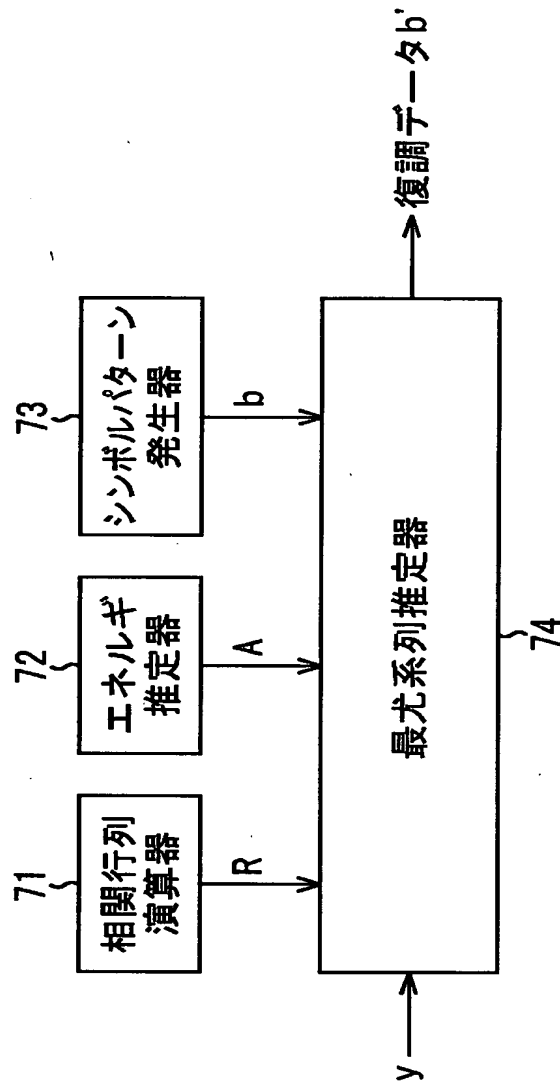 71
相関行列
演算器
R
72
エネルギ
推定器
A
73
シンボルパターン
発生器
b
y
最尤系列推定器
74
復調データb'